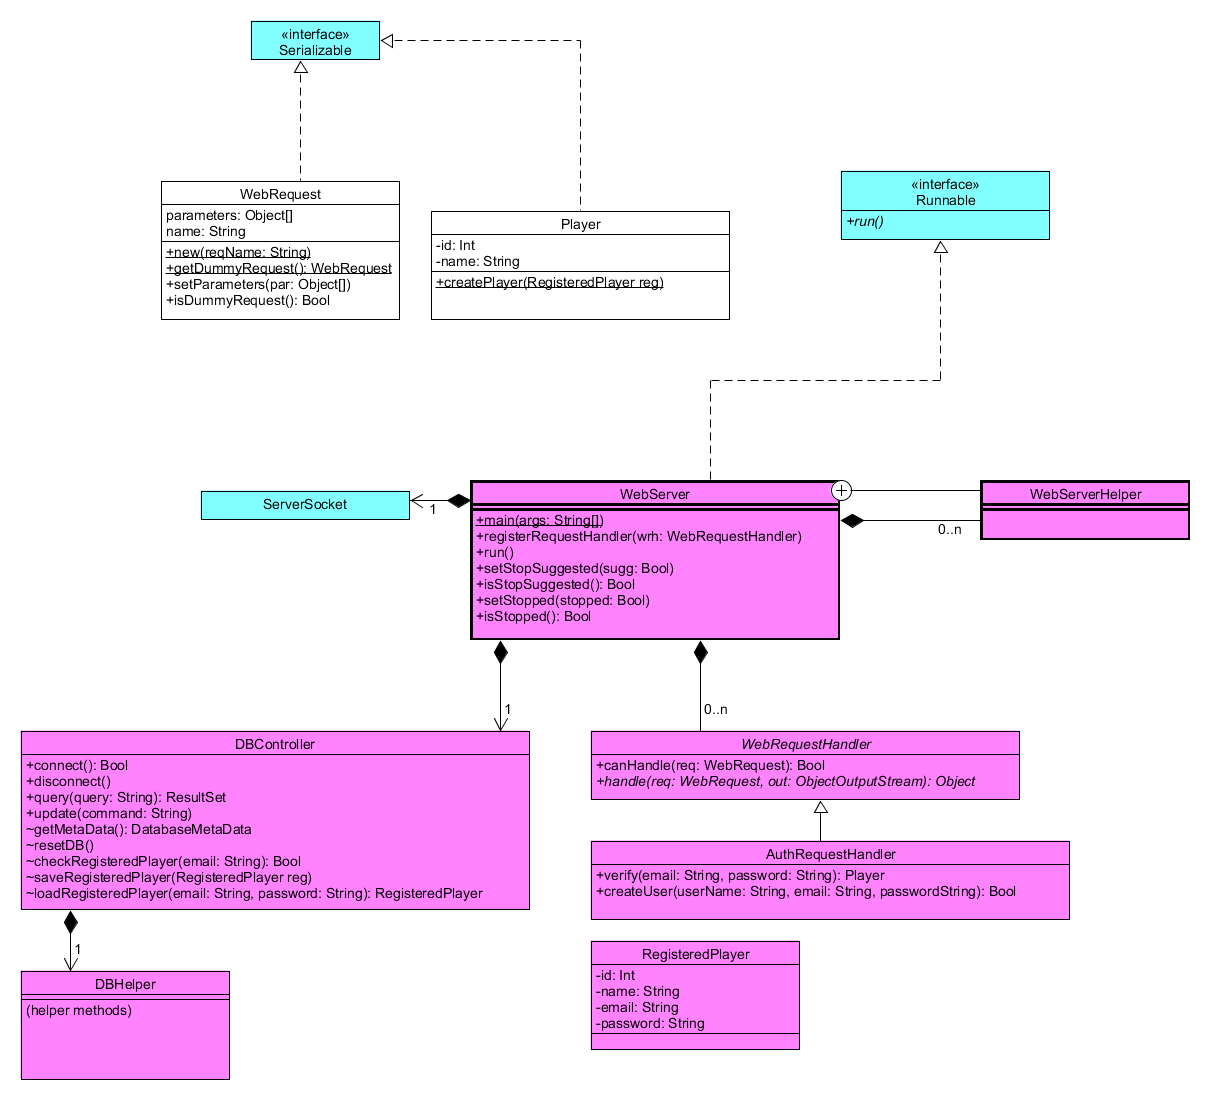 «interface»
Serializable
WebRequest
parameters: Object[]
name: String
+new(reqName: String)
+getDummyRequest(): WebRequest
+setParameters(par: Object[])
+isDummyRequest(): Bool
Player
-id: Int
-name: String
+createPlayer(RegisteredPlayer reg)
«interface»
Runnable
+run()
ServerSocket
1
WebServer
+main(args: String[])
+registerRequestHandler(wrh: WebRequestHandler)
+run()
+setStopSuggested(sugg: Bool)
+isStopSuggested(): Bool
+setStopped(stopped: Bool)
+isStopped(): Bool
WebServerHelper
0..n
1
0..n
DBController
+connect(): Bool
+disconnect()
+query(query: String): ResultSet
+update(command: String)
~getMetaData(): DatabaseMetaData
~resetDB()
~checkRegisteredPlayer(email: String): Bool
~saveRegisteredPlayer(RegisteredPlayer reg)
~loadRegisteredPlayer(email: String, password: String): RegisteredPlayer
WebRequestHandler
+canHandle(req: WebRequest): Bool
+handle(req: WebRequest, out: ObjectOutputStream): Object
AuthRequestHandler
+verify(email: String, password: String): Player
+createUser(userName: String, email: String, passwordString): Bool
1
DBHelper
(helper methods)
RegisteredPlayer
-id: Int
-name: String
-email: String
-password: String